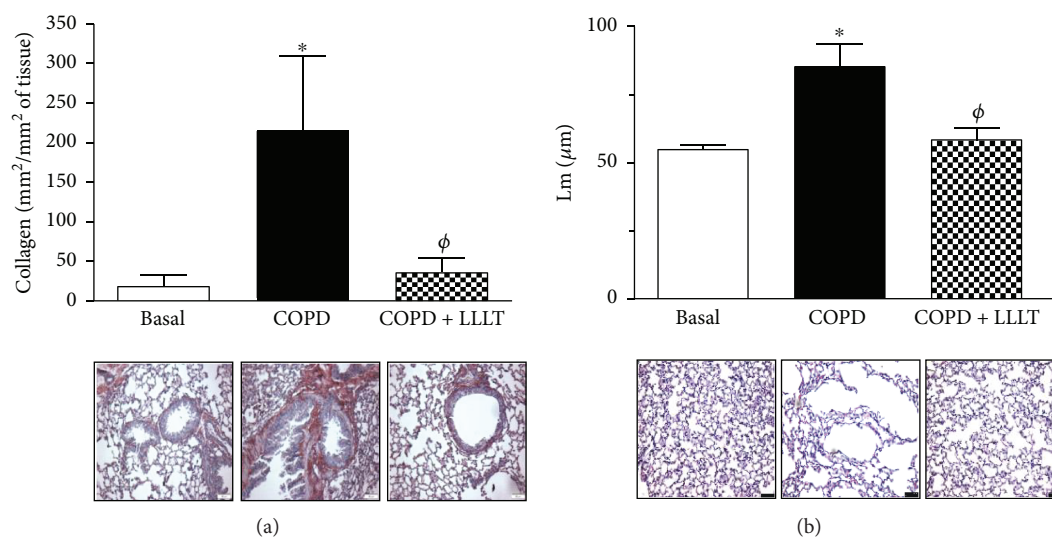 350
300
250
200
150
100
50
0
Collagen (mm²/mm² of tissue)
*
ϕ
Basal COPD COPD + LLLT
(a)
100
50
0
Lm (µm)
*
ϕ
Basal COPD COPD + LLLT
(b)